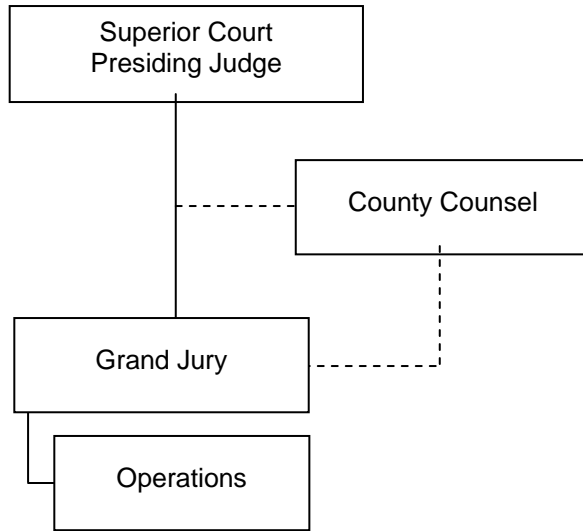 Superior Court
Presiding Judge
County Counsel
Grand Jury
Operations